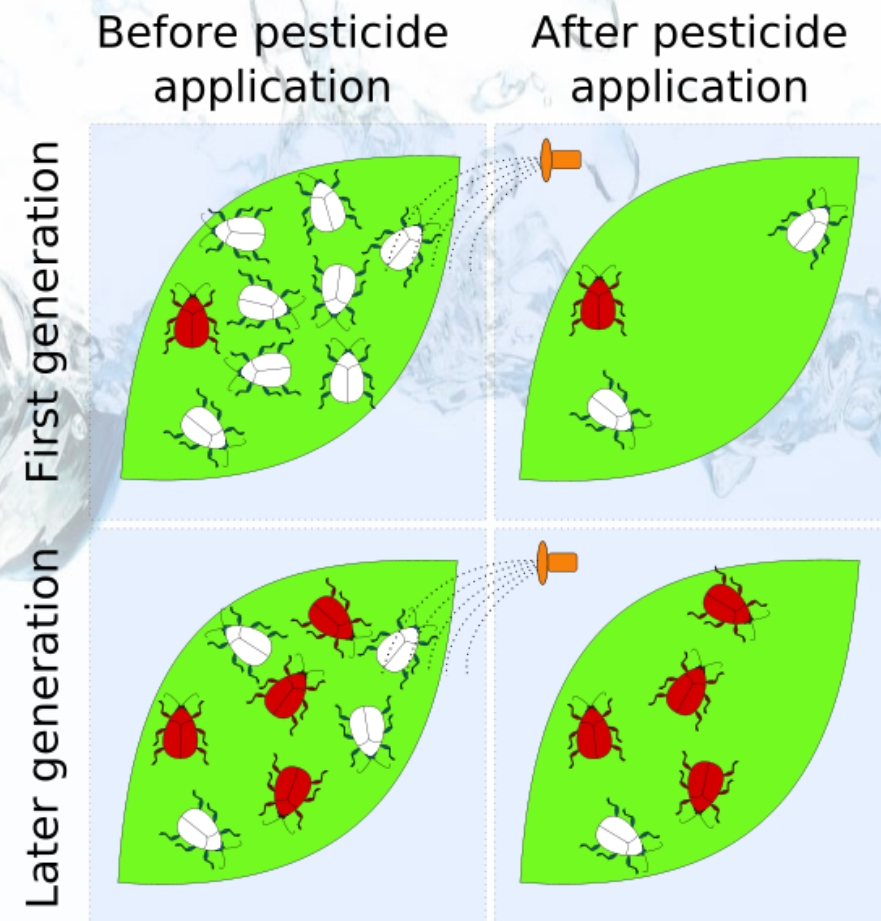 Before pesticide
application
After pesticide
application
First generation
Later generation